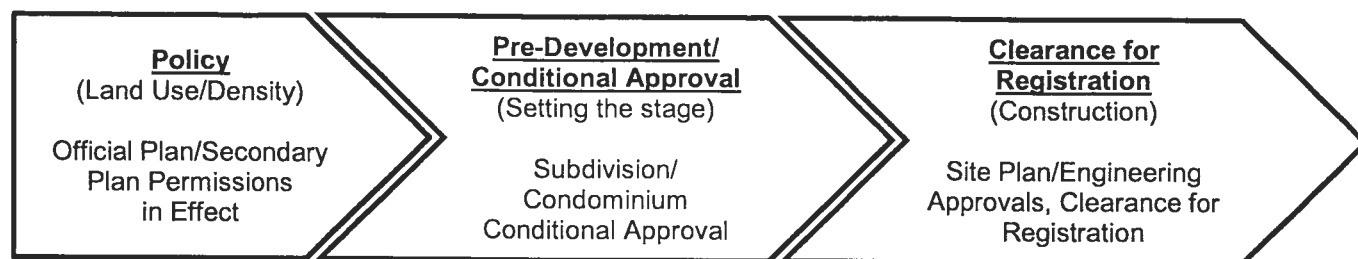 Policy
(Land Use/Density)
Official Plan/Secondary
Plan Permissions
in Effect
Pre-Development/
Conditional Approval
(Setting the stage)
Subdivision/
Condominium
Conditional Approval
Clearance for
Registration
(Construction)
Site Plan/Engineering
Approvals, Clearance for
Registration